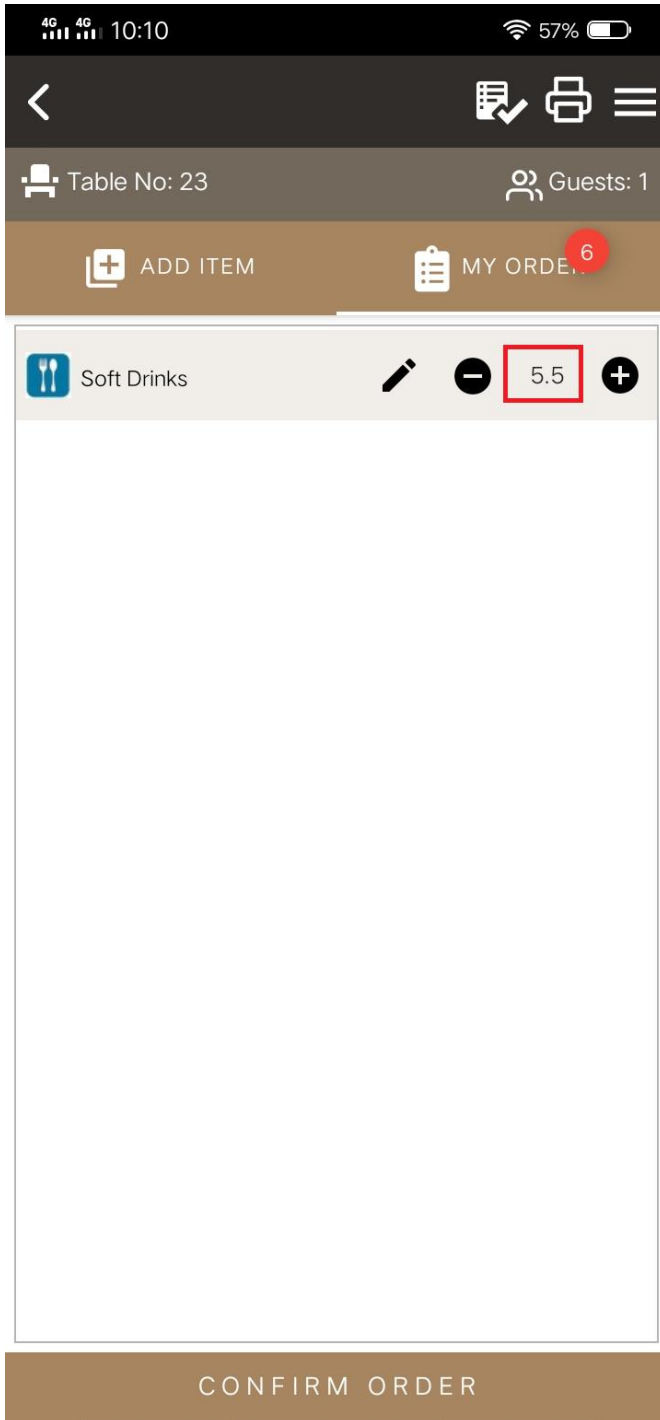 4G 4G 10:10 57%
Table No: 23 Guests: 1
ADD ITEM MY ORDER 6
Soft Drinks 5.5
CONFIRM ORDER